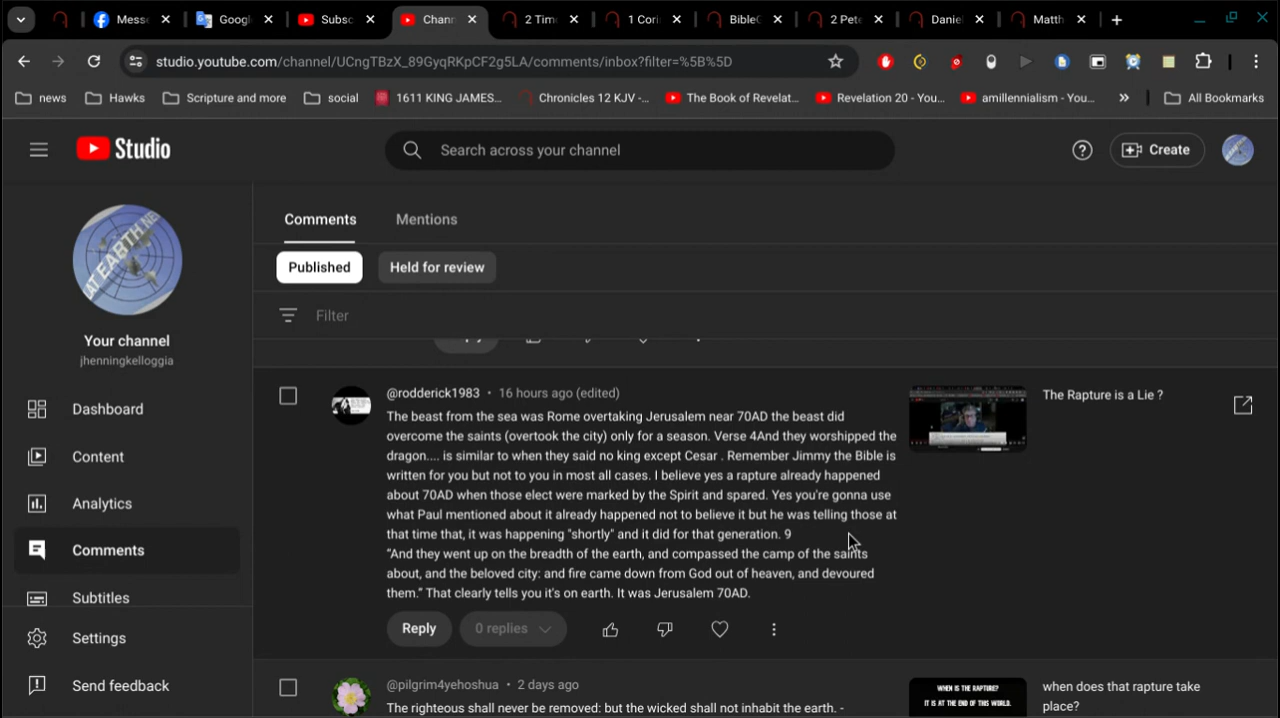 Messe
Google
Subsc
Chann
2 Timo
1 Cori
BibleG
2 Pete
Daniel
Matth
studio.youtube.com/channel/UCngTBzX_89GyqRKpCF2g5LA/comments/inbox?filter=%5B%5D
news
Hawks
Scripture and more
social
1611 KING JAMES...
Chronicles 12 KJV -...
The Book of Revelat...
Revelation 20 - You...
amillennialism - You...
All Bookmarks
Studio
Search across your channel
Create
AT EARTH NE
Your channel
jhenningkelloggia
Dashboard
Content
Analytics
Comments
Subtitles
Settings
Send feedback
Comments
Mentions
Published
Held for review
Filter
@rodderick1983 • 16 hours ago (edited)
The beast from the sea was Rome overtaking Jerusalem near 70AD the beast did
overcome the saints (overtook the city) only for a season. Verse 4And they worshipped the
dragon.... is similar to when they said no king except Cesar . Remember Jimmy the Bible is
written for you but not to you in most all cases. I believe yes a rapture already happened
about 70AD when those elect were marked by the Spirit and spared. Yes you're gonna use
what Paul mentioned about it already happened not to believe it but he was telling those at
that time that, it was happening "shortly" and it did for that generation. 9
“And they went up on the breadth of the earth, and compassed the camp of the saints
about, and the beloved city: and fire came down from God out of heaven, and devoured
them.” That clearly tells you it's on earth. It was Jerusalem 70AD.
Reply
0 replies
The Rapture is a Lie ?
@pilgrim4yehoshua • 2 days ago
The righteous shall never be removed: but the wicked shall not inhabit the earth. -
WHEN IS THE RAPTURE?
IT IS AT THE END OF THIS WORLD.
when does that rapture take
place?